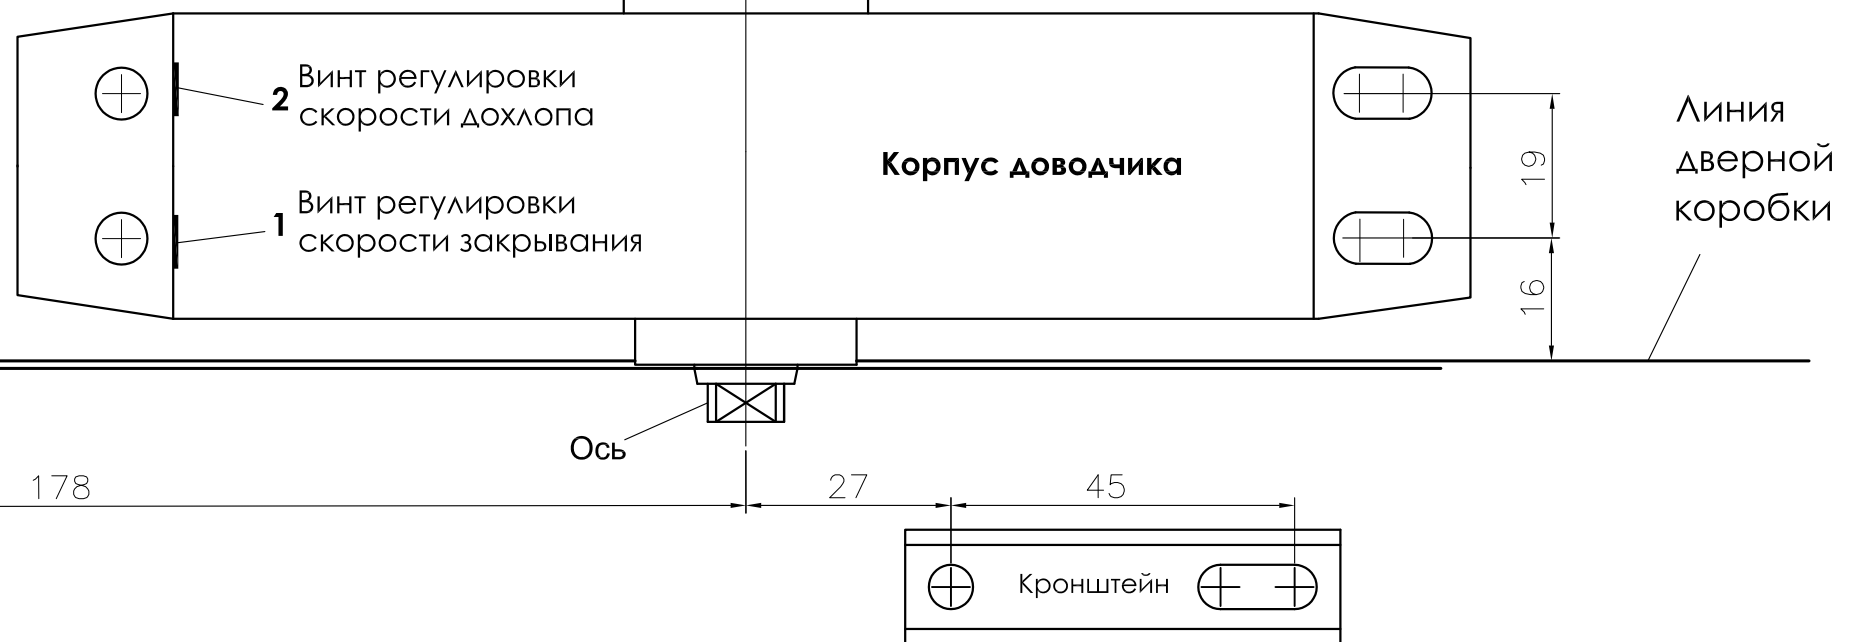 2 Винт регулировки
скорости дохлопа
Корпус доводчика
1 Винт регулировки
скорости закрывания
19
16
Линия
дверной
коробки
Ось
178
27
45
Кронштейн